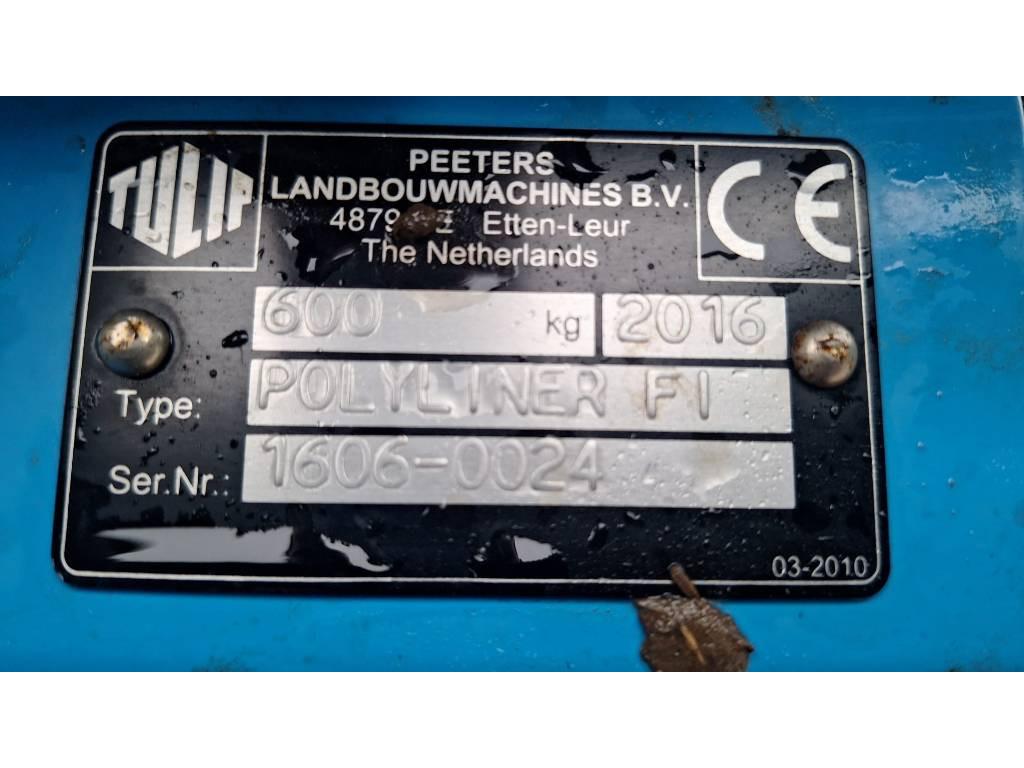 TULIP
PEETERS
LANDBOUWMACHINES B.V.
Etten-Leur
The Netherlands
CE
600 kg 2016
Type: POLYLINER FI
Ser.Nr.: 1606-0024
03-2010